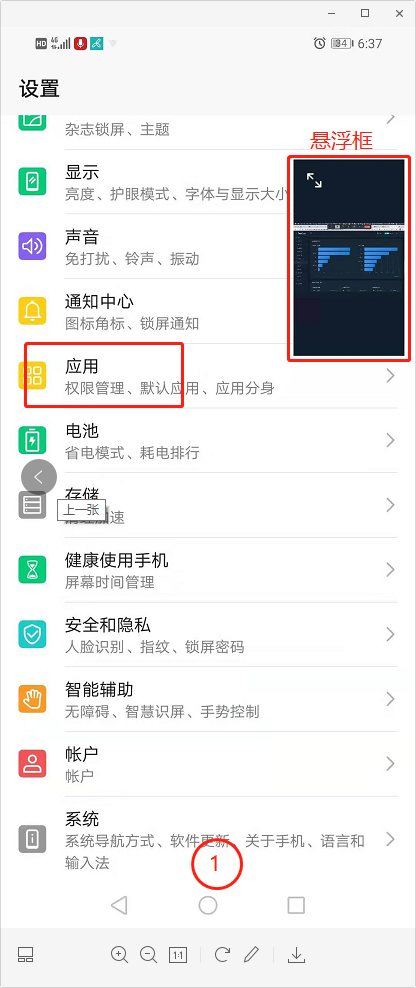 HD 4G 34 6:37
设置
杂志锁屏、主题
悬浮框
显示
亮度、护眼模式、字体与显示大小
声音
免打扰、铃声、振动
通知中心
图标角标、锁屏通知
应用
权限管理、默认应用、应用分身
电池
省电模式、耗电排行
存储
上一张
清理加速
健康使用手机
屏幕时间管理
安全和隐私
人脸识别、指纹、锁屏密码
智能辅助
无障碍、智慧识屏、手势控制
帐户
帐户
系统
系统导航方式、软件更新、关于手机、语言和
输入法
1
1:1